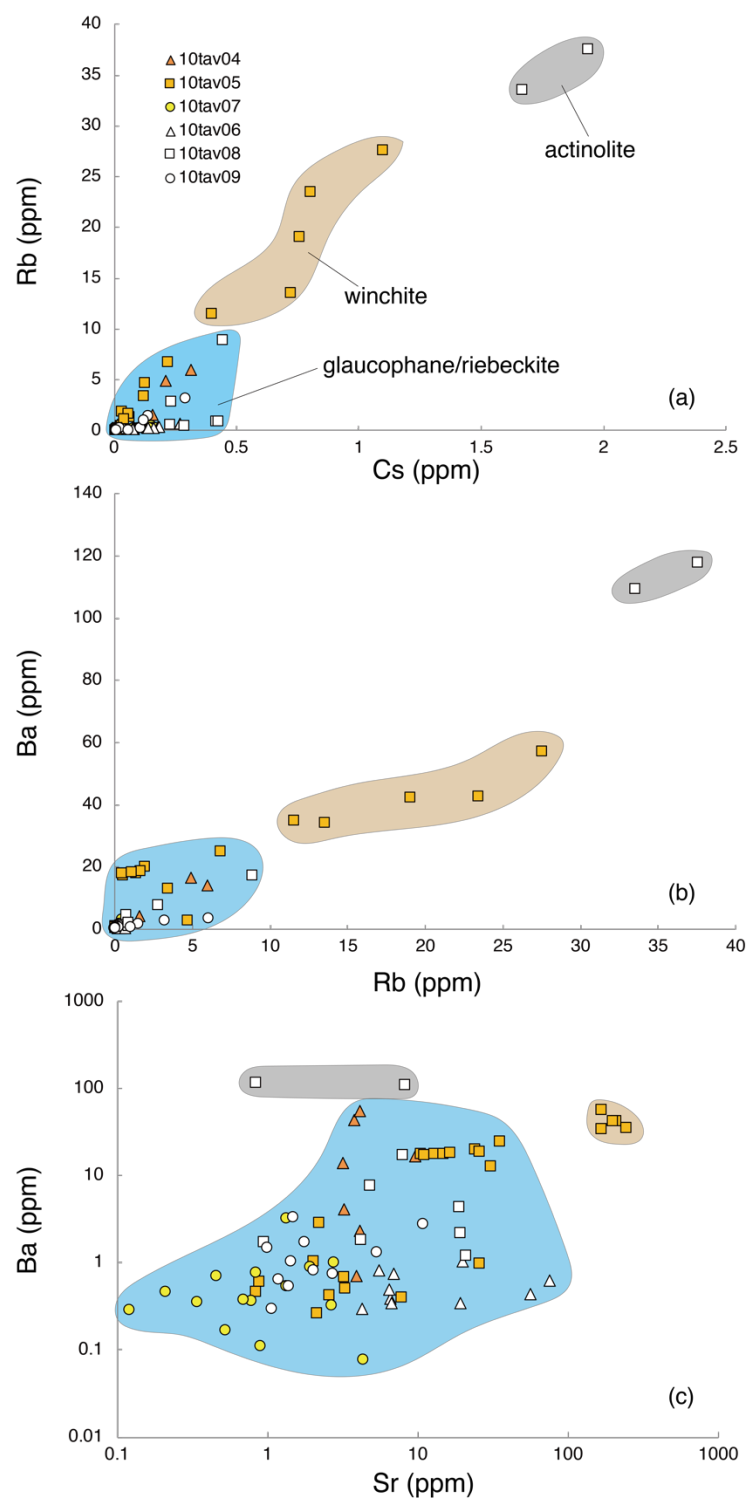 40
35
30
25
20
15
10
5
0
Rb (ppm)
10tav04
10tav05
10tav07
10tav06
10tav08
10tav09
actinolite
winchite
glaucophane/riebeckite
(a)
0 0.5 1 1.5 2 2.5
Cs (ppm)
140
120
100
80
60
40
20
0
Ba (ppm)
(b)
0 5 10 15 20 25 30 35 40
Rb (ppm)
1000
100
10
1
0.1
0.01
Ba (ppm)
(c)
0.1 1 10 100 1000
Sr (ppm)